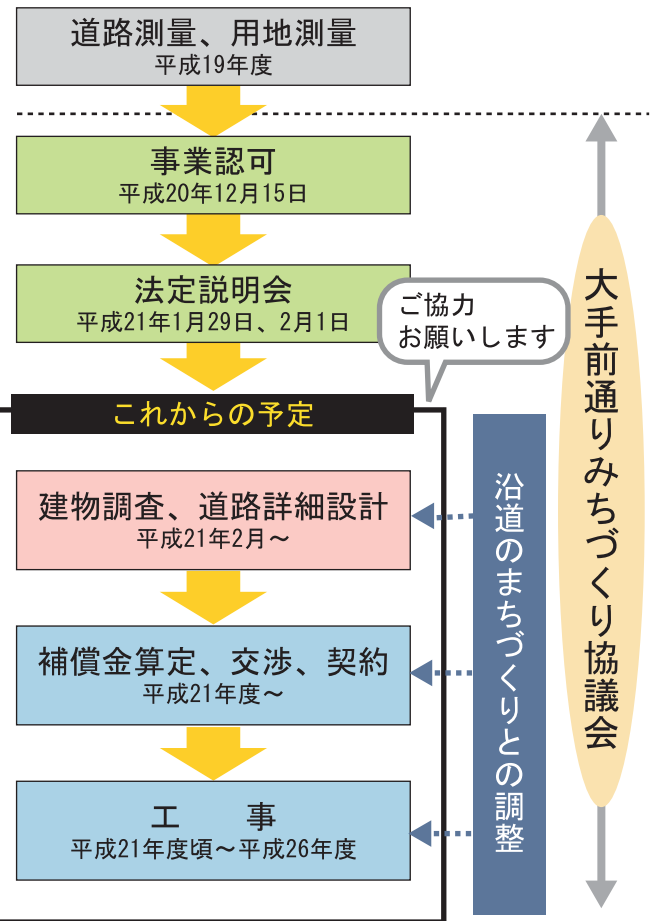 道路測量、用地測量
平成19年度
事業認可
平成20年12月15日
法定説明会
平成21年1月29日、2月1日
ご協力
お願いします
これからの予定
建物調査、道路詳細設計
平成21年2月～
補償金算定、交渉、契約
平成21年度～
工　事
平成21年度頃～平成26年度
沿道のまちづくりとの調整
大手前通りみちづくり協議会